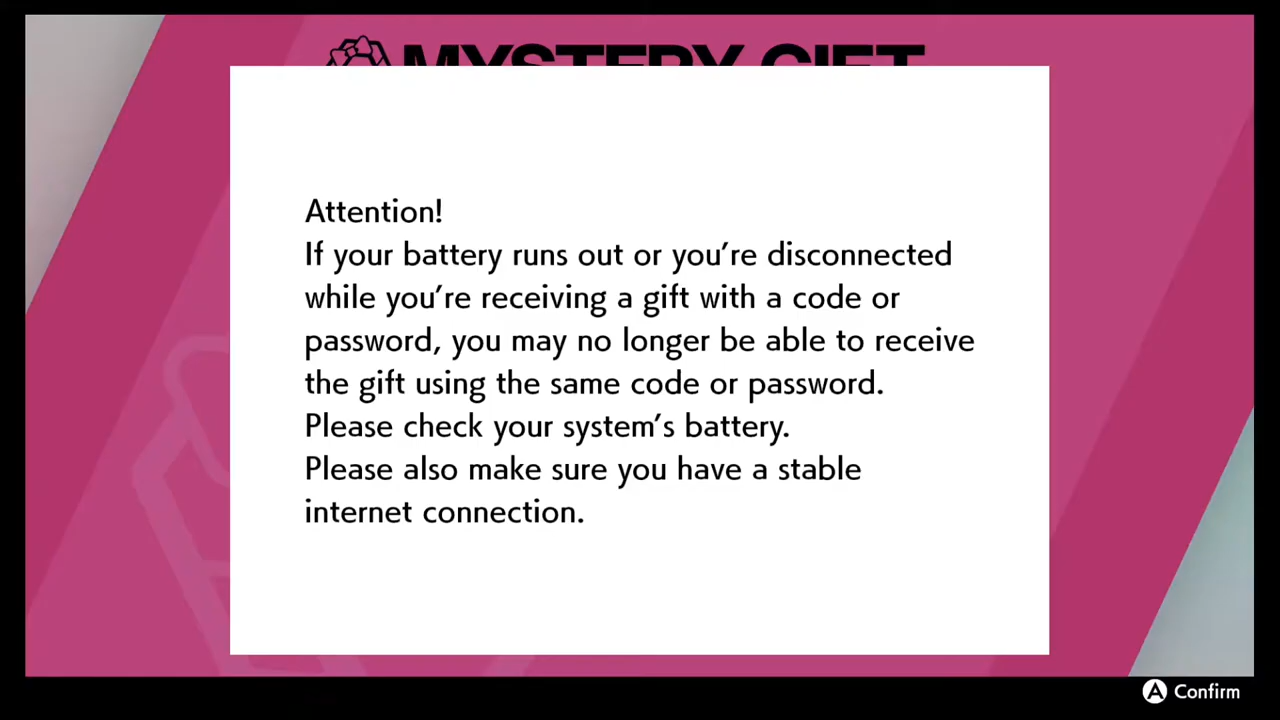 MYSTERY GIFT
Attention!
If your battery runs out or you're disconnected
while you're receiving a gift with a code or
password, you may no longer be able to receive
the gift using the same code or password.
Please check your system's battery.
Please also make sure you have a stable
internet connection.
A Confirm